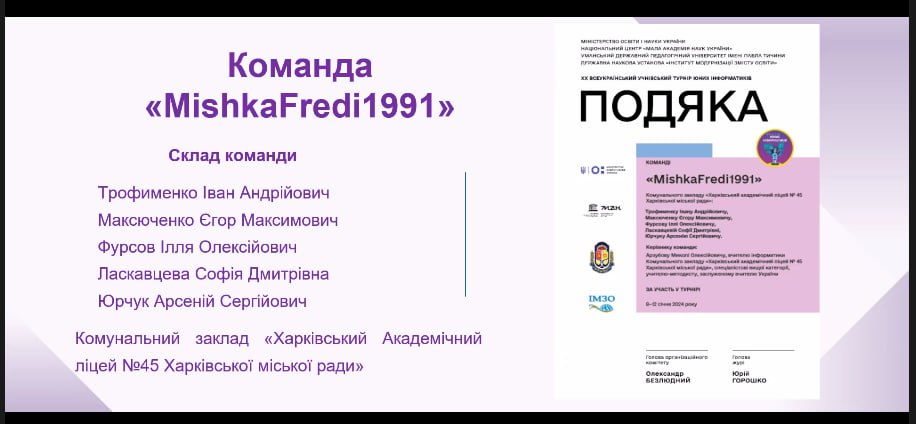 Команда
«MishkaFredi1991»
Склад команди
Трофименко Іван Андрійович
Максюченко Єгор Максимович
Фурсов Ілля Олексійович
Ласкавцева Софія Дмитрівна
Юрчук Арсеній Сергійович
Комунальний заклад «Харківський Академічний
ліцей №45 Харківської міської ради»
МІНІСТЕРСТВО ОСВІТИ І НАУКИ УКРАЇНИ
НАЦІОНАЛЬНИЙ ЦЕНТР «МАЛА АКАДЕМІЯ НАУК УКРАЇНИ»
УМАНСЬКИЙ ДЕРЖАВНИЙ ПЕДАГОГІЧНИЙ УНІВЕРСИТЕТ ІМЕНІ ПАВЛА ТИЧИНИ
ДЕРЖАВНА НАУКОВА УСТАНОВА «ІНСТИТУТ МОДЕРНІЗАЦІЇ ЗМІСТУ ОСВІТИ»
XX ВСЕУКРАЇНСЬКИЙ УЧНІВСЬКИЙ ТУРНІР ЮНИХ ІНФОРМАТИКІВ
ПОДЯКА
КОМАНДІ
«MishkaFredi1991»
Комунального закладу «Харківський академічний ліцей № 45
Харківської міської ради»:
Трофименку Івану Андрійовичу,
Максюченку Єгору Максимовичу,
Фурсову Іллі Олексійовичу,
Ласкавцевій Софії Дмитрівні,
Юрчуку Арсенію Сергійовичу.
Керівнику команди:
Арзубову Миколі Олексійовичу, вчителю інформатики
Комунального закладу «Харківський академічний ліцей № 45
Харківської міської ради», спеціалістові вищої категорії,
учителю-методисту, заслуженому вчителю України
ЗА УЧАСТЬ У ТУРНІРІ
8–12 січня 2024 року
ІМЗО
Голова організаційного
комітету
Олександр
БЕЗЛЮДНИЙ
Голова
журі
Юрій
ГОРОШКО